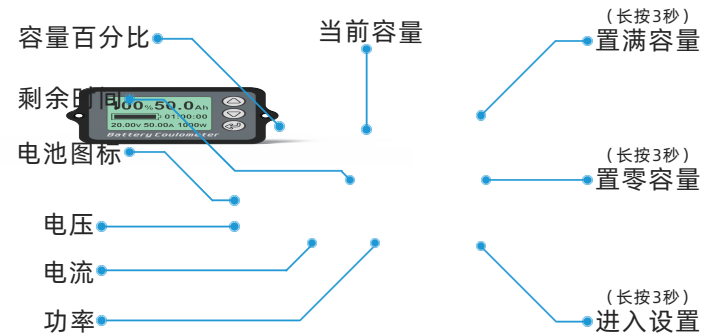 容量百分比
当前容量
(长按3秒)
置满容量
剩余时间
100%50.0Ah
01:00:00
20.00V 50.00A 1000W
Battery Coulometer
电池图标
(长按3秒)
置零容量
电压
电流
功率
(长按3秒)
进入设置